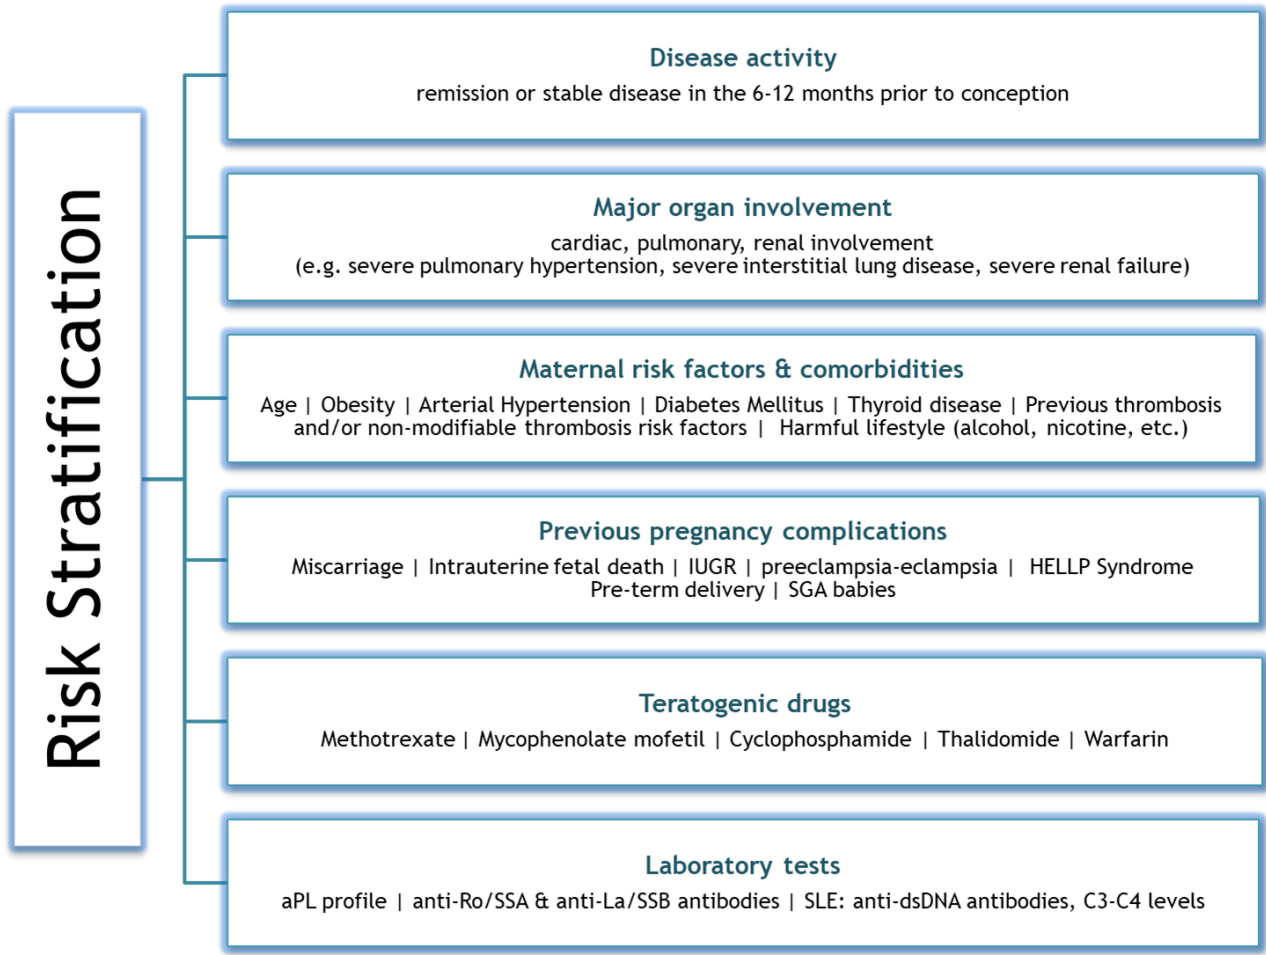 Risk Stratification
Disease activity
remission or stable disease in the 6-12 months prior to conception
Major organ involvement
cardiac, pulmonary, renal involvement
(e.g. severe pulmonary hypertension, severe interstitial lung disease, severe renal failure)
Maternal risk factors & comorbidities
Age | Obesity | Arterial Hypertension | Diabetes Mellitus | Thyroid disease | Previous thrombosis
and/or non-modifiable thrombosis risk factors | Harmful lifestyle (alcohol, nicotine, etc.)
Previous pregnancy complications
Miscarriage | Intrauterine fetal death | IUGR | preeclampsia-eclampsia | HELLP Syndrome
Pre-term delivery | SGA babies
Teratogenic drugs
Methotrexate | Mycophenolate mofetil | Cyclophosphamide | Thalidomide | Warfarin
Laboratory tests
aPL profile | anti-Ro/SSA & anti-La/SSB antibodies | SLE: anti-dsDNA antibodies, C3-C4 levels